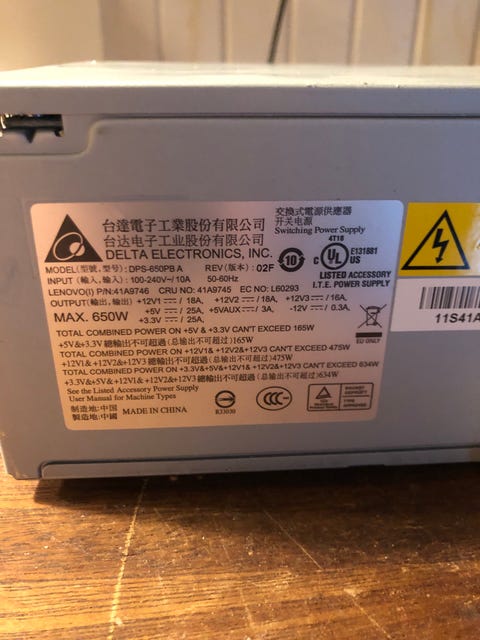 台達電子工業股份有限公司
台达电子工业股份有限公司
DELTA ELECTRONICS, INC.
交換式電源供應器
开关电源
Switching Power Supply
4T16
MODEL(型號, 型号): DPS-650PB A REV(版本): 02F
INPUT (輸入, 输入): 100-240V~10A 50-60Hz
LENOVO(I) P/N:41A9746 CRU NO: 41A9745 EC NO: L60293
10
c UL US E131881
LISTED ACCESSORY
I.T.E. POWER SUPPLY
OUTPUT(輸出, 输出): +12V1 18A, +12V2 18A, +12V3 16A,
MAX. 650W +5V 25A, +5VAUX 3A, -12V 0.3A,
+3.3V 25A,
TOTAL COMBINED POWER ON +5V & +3.3V CAN'T EXCEED 165W
+5V&+3.3V 總輸出不可超過(总输出不可超过)165W
TOTAL COMBINED POWER ON +12V1& +12V2&+12V3 CAN'T EXCEED 475W
+12V1&+12V2&+12V3 總輸出不可超過(总输出不可超过)475W
TOTAL COMBINED POWER ON +3.3V&+5V& +12V1&+12V2&+12V3 CAN'T EXCEED 634W
+3.3V&+5V& +12V1&+12V2&+12V3 總輸出不可超過(总输出不可超过)634W
See the Listed Accessory Power Supply
User Manual for Machine Types
EU ONLY
制造地: 中国
製造地: 中國
MADE IN CHINA
R33030
CCC
11S41A